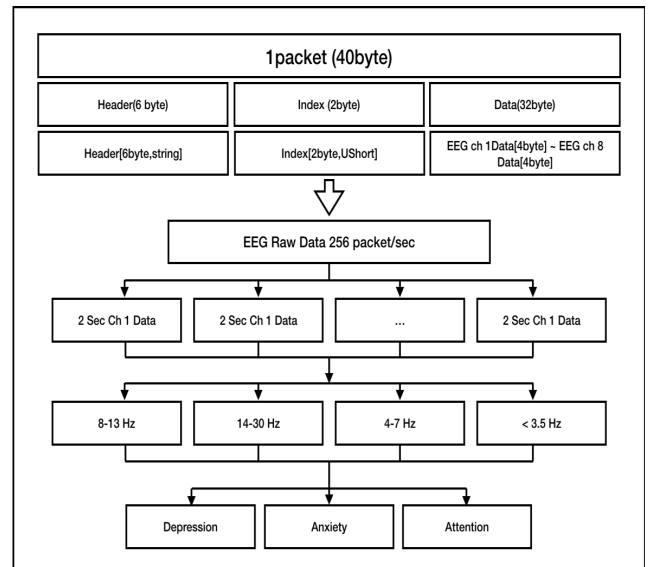 1packet (40byte)
Header(6 byte)
Index (2byte)
Data(32byte)
Header[6byte,string]
Index[2byte,UShort]
EEG ch 1Data[4byte] ~ EEG ch 8
Data[4byte]
EEG Raw Data 256 packet/sec
2 Sec Ch 1 Data
2 Sec Ch 1 Data
...
2 Sec Ch 1 Data
8-13 Hz
14-30 Hz
4-7 Hz
< 3.5 Hz
Depression
Anxiety
Attention